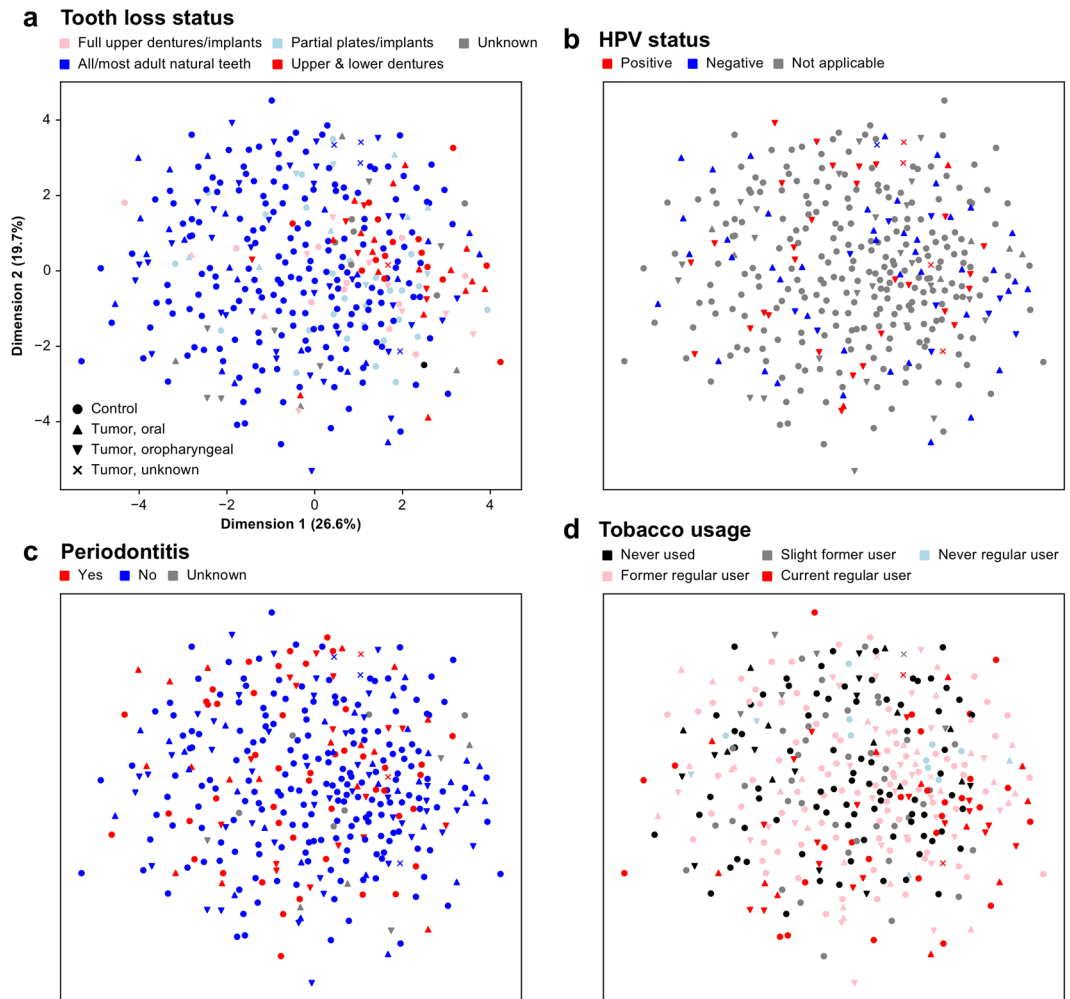 a Tooth loss status
Full upper dentures/implants Partial plates/implants Unknown
All/most adult natural teeth Upper & lower dentures
4
2
0
−2
−4
Dimension 2 (19.7%)
Control
Tumor, oral
Tumor, oropharyngeal
Tumor, unknown
−4 −2 0 2 4
Dimension 1 (26.6%)
b HPV status
Positive Negative Not applicable
c Periodontitis
Yes No Unknown
d Tobacco usage
Never used Slight former user Never regular user
Former regular user Current regular user